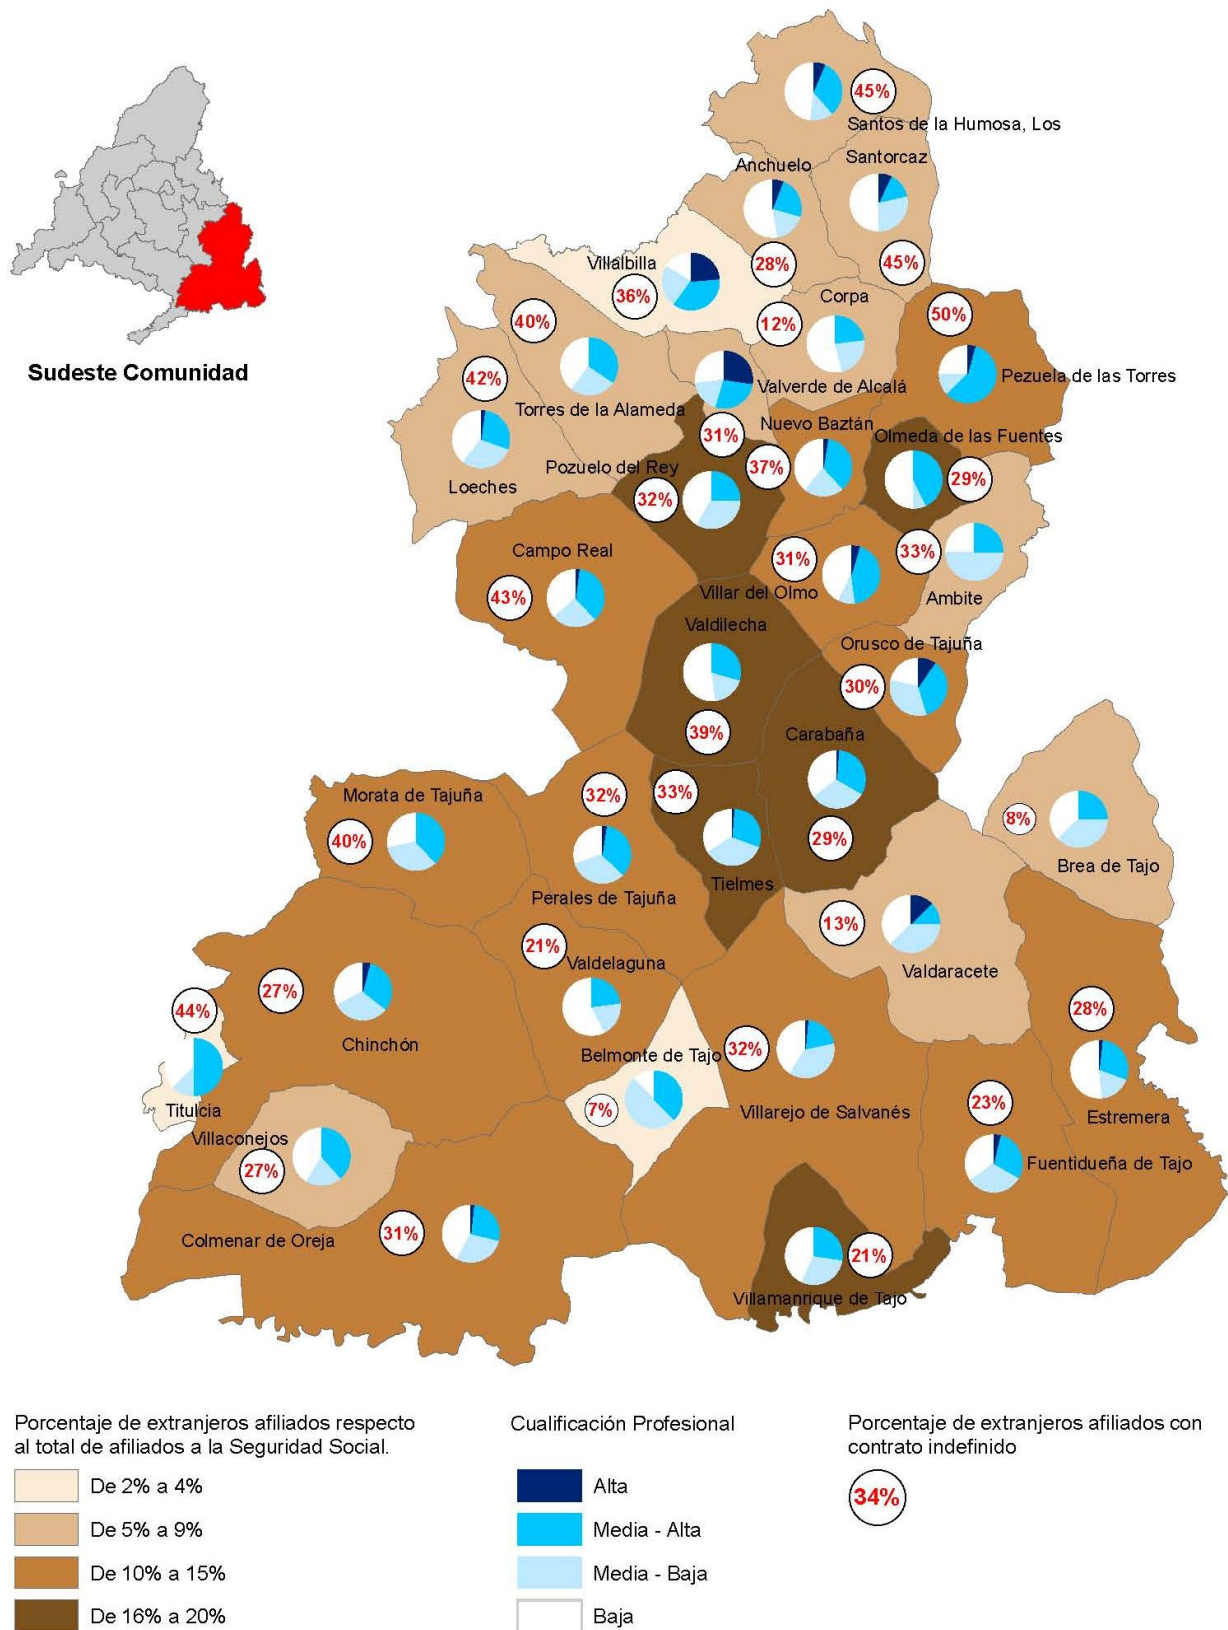 45%
Santos de la Humosa, Los
Anchuelo
Santorcaz
28%
45%
Villalbilla
36%
Corpa
12%
50%
Pezuela de las Torres
40%
Torres de la Alameda
Valverde de Alcalá
31%
42%
Loeches
Nuevo Baztán
37%
Olmeda de las Fuentes
29%
Pozuelo del Rey
32%
Sudeste Comunidad
Campo Real
43%
31%
Villar del Olmo
33%
Ambite
Valdilecha
39%
Orusco de Tajuña
30%
Carabaña
29%
Morata de Tajuña
40%
32%
Perales de Tajuña
33%
Tielmes
8%
Brea de Tajo
13%
Valdaracete
21%
Valdelaguna
27%
Chinchón
44%
Titulcia
Belmonte de Tajo
7%
32%
Villarejo de Salvanés
28%
Estremera
23%
Fuentidueña de Tajo
Villaconejos
27%
Colmenar de Oreja
31%
21%
Villamanrique de Tajo
Porcentaje de extranjeros afiliados respecto
al total de afiliados a la Seguridad Social.
De 2% a 4%
De 5% a 9%
De 10% a 15%
De 16% a 20%
Cualificación Profesional
Alta
Media - Alta
Media - Baja
Baja
Porcentaje de extranjeros afiliados con
contrato indefinido
34%